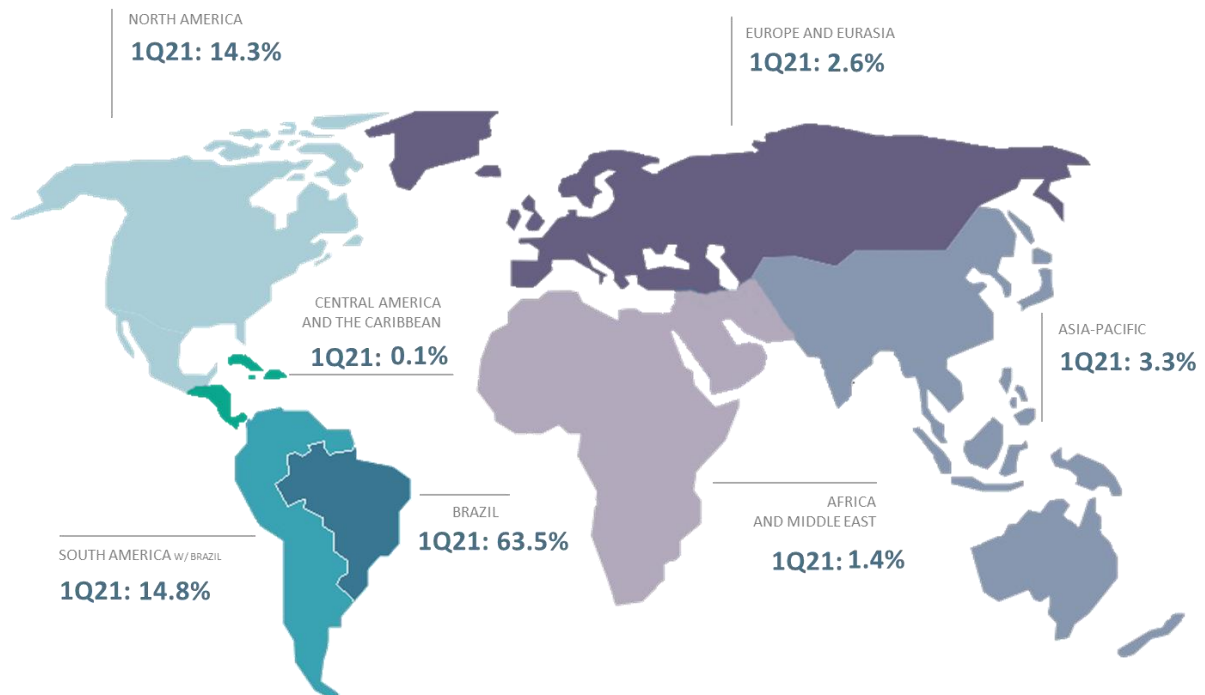 NORTH AMERICA
1Q21: 14.3%
EUROPE AND EURASIA
1Q21: 2.6%
CENTRAL AMERICA
AND THE CARIBBEAN
1Q21: 0.1%
ASIA-PACIFIC
1Q21: 3.3%
BRAZIL
1Q21: 63.5%
AFRICA
AND MIDDLE EAST
1Q21: 1.4%
SOUTH AMERICA W/ BRAZIL
1Q21: 14.8%